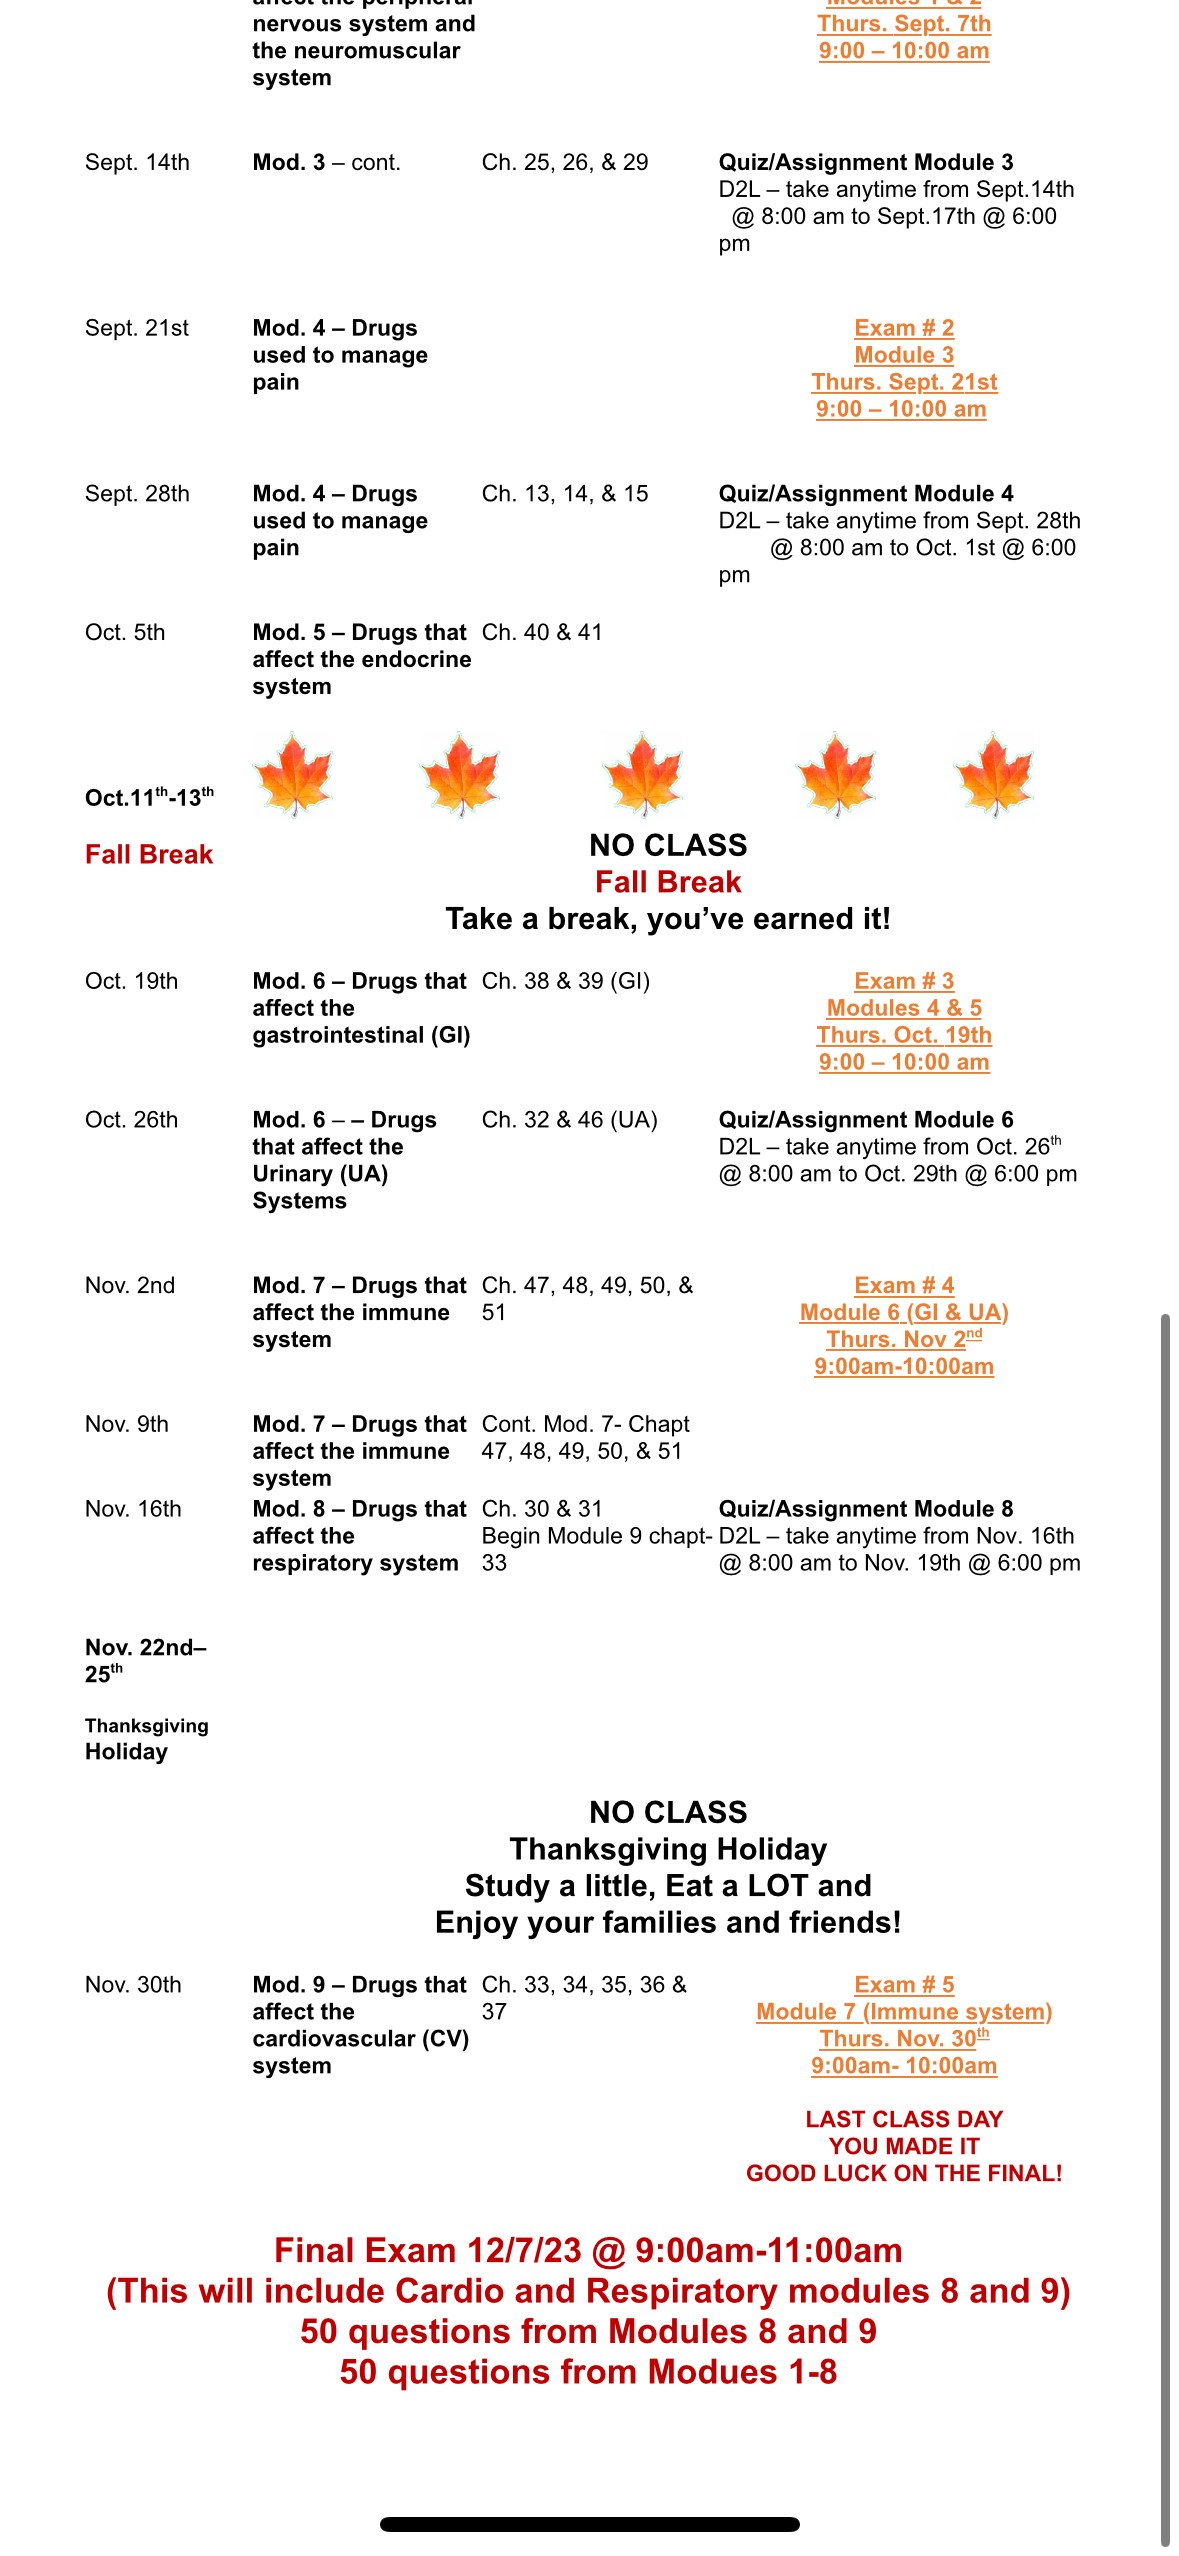 affect the peripheral
nervous system and
the neuromuscular
system
Modules 1 & 2
Thurs. Sept. 7th
9:00 – 10:00 am
Sept. 14th
Mod. 3 – cont.
Ch. 25, 26, & 29
Quiz/Assignment Module 3
D2L – take anytime from Sept.14th
@ 8:00 am to Sept.17th @ 6:00
pm
Sept. 21st
Mod. 4 – Drugs
used to manage
pain
Exam # 2
Module 3
Thurs. Sept. 21st
9:00 – 10:00 am
Sept. 28th
Mod. 4 – Drugs
used to manage
pain
Ch. 13, 14, & 15
Quiz/Assignment Module 4
D2L – take anytime from Sept. 28th
@ 8:00 am to Oct. 1st @ 6:00
pm
Oct. 5th
Mod. 5 – Drugs that
affect the endocrine
system
Ch. 40 & 41
Oct.11th-13th
Fall Break
NO CLASS
Fall Break
Take a break, you’ve earned it!
Oct. 19th
Mod. 6 – Drugs that
affect the
gastrointestinal (GI)
Ch. 38 & 39 (GI)
Exam # 3
Modules 4 & 5
Thurs. Oct. 19th
9:00 – 10:00 am
Oct. 26th
Mod. 6 – – Drugs
that affect the
Urinary (UA)
Systems
Ch. 32 & 46 (UA)
Quiz/Assignment Module 6
D2L – take anytime from Oct. 26th
@ 8:00 am to Oct. 29th @ 6:00 pm
Nov. 2nd
Mod. 7 – Drugs that
affect the immune
system
Ch. 47, 48, 49, 50, &
51
Exam # 4
Module 6 (GI & UA)
Thurs. Nov 2nd
9:00am-10:00am
Nov. 9th
Mod. 7 – Drugs that
affect the immune
system
Cont. Mod. 7- Chapt
47, 48, 49, 50, & 51
Nov. 16th
Mod. 8 – Drugs that
affect the
respiratory system
Ch. 30 & 31
Begin Module 9 chapt-
33
Quiz/Assignment Module 8
D2L – take anytime from Nov. 16th
@ 8:00 am to Nov. 19th @ 6:00 pm
Nov. 22nd–
25th
Thanksgiving
Holiday
NO CLASS
Thanksgiving Holiday
Study a little, Eat a LOT and
Enjoy your families and friends!
Nov. 30th
Mod. 9 – Drugs that
affect the
cardiovascular (CV)
system
Ch. 33, 34, 35, 36 &
37
Exam # 5
Module 7 (Immune system)
Thurs. Nov. 30th
9:00am- 10:00am
LAST CLASS DAY
YOU MADE IT
GOOD LUCK ON THE FINAL!
Final Exam 12/7/23 @ 9:00am-11:00am
(This will include Cardio and Respiratory modules 8 and 9)
50 questions from Modules 8 and 9
50 questions from Modues 1-8